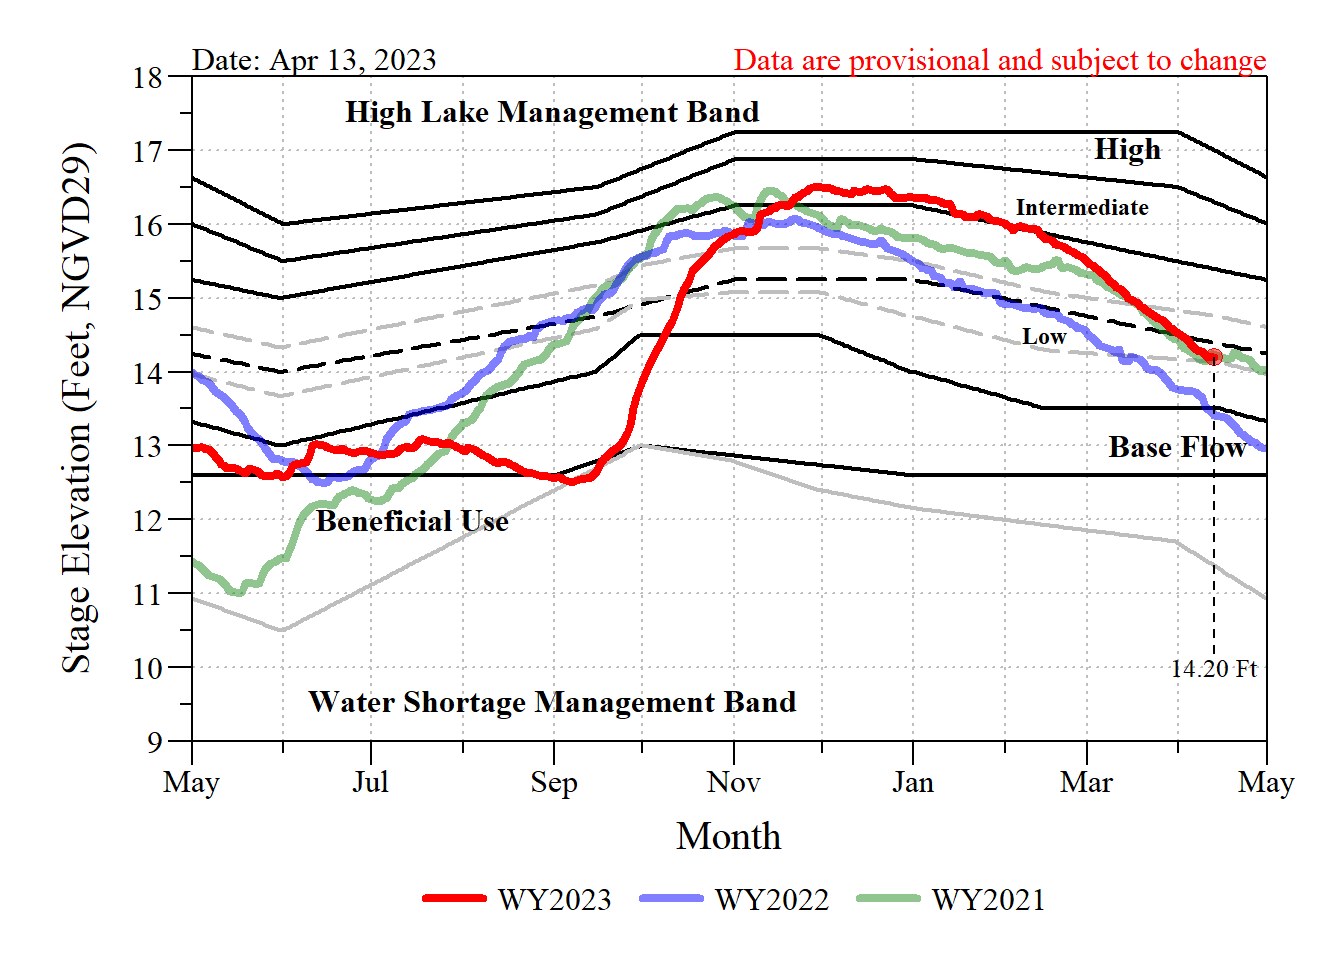 Date: Apr 13, 2023
Data are provisional and subject to change
Stage Elevation (Feet, NGVD29)
18
17
16
15
14
13
12
11
10
9
High Lake Management Band
High
Intermediate
Low
Base Flow
Beneficial Use
14.20 Ft
Water Shortage Management Band
May Jul Sep Nov Jan Mar May
Month
WY2023 WY2022 WY2021